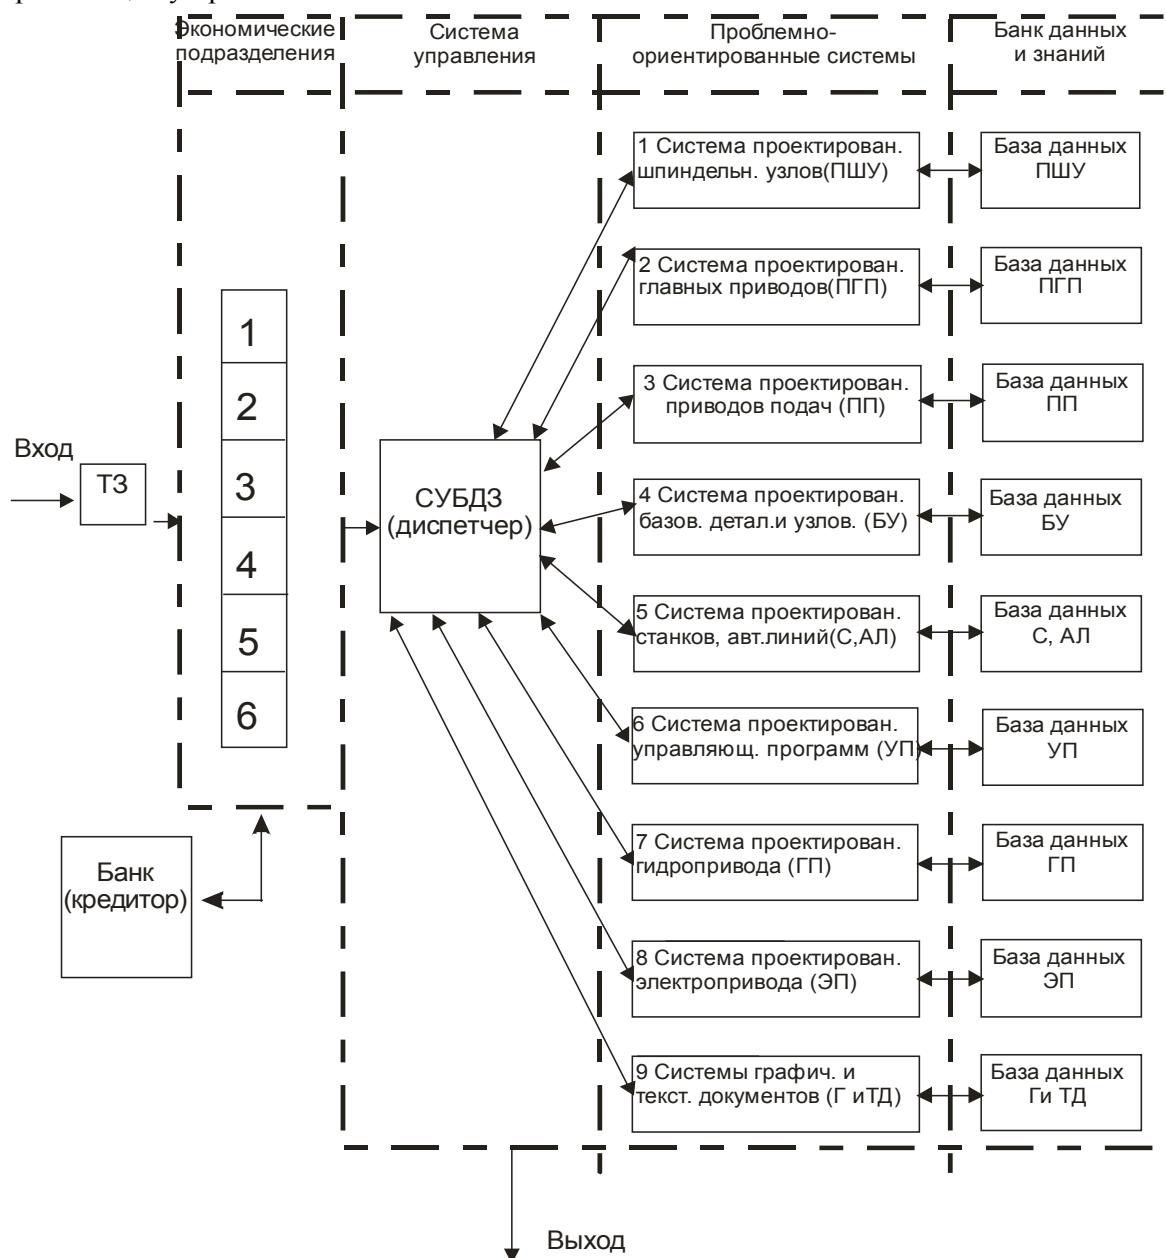 Экономические
подразделения
Система
управления
Проблемно-
ориентированные системы
Банк данных
и знаний
1 Система проектирован.
шпиндельн. узлов(ПШУ)
База данных
ПШУ
2 Система проектирован.
главных приводов(ПГП)
База данных
ПГП
3 Система проектирован.
приводов подач (ПП)
База данных
ПП
4 Система проектирован.
базов. детал.и узлов. (БУ)
База данных
БУ
5 Система проектирован.
станков, авт.линий(С,АЛ)
База данных
С, АЛ
6 Система проектирован.
управляющ. программ (УП)
База данных
УП
7 Система проектирован.
гидропривода (ГП)
База данных
ГП
8 Система проектирован.
электропривода (ЭП)
База данных
ЭП
9 Системы графич. и
текст. документов (Г иТД)
База данных
Ги ТД
Вход
ТЗ
1
2
3
4
5
6
СУБДЗ
(диспетчер)
Банк
(кредитор)
Выход